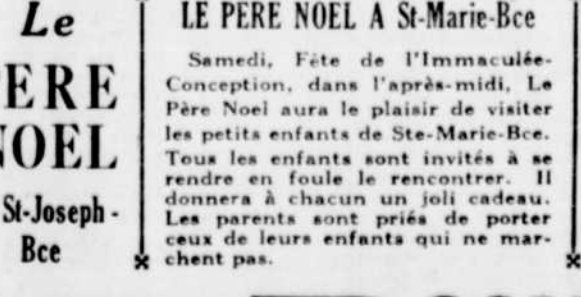 Le
PERE
NOEL
St-Joseph -
Bce
LE PERE NOEL A St-Marie-Bce
Samedi, Fête de l'Immaculée-
Conception, dans l'après-midi, Le
Père Noel aura le plaisir de visiter
les petits enfants de Ste-Marie-Bce.
Tous les enfants sont invités à se
rendre en foule le rencontrer. Il
donnera à chacun un joli cadeau.
Les parents sont priés de porter
ceux de leurs enfants qui ne mar-
chent pas.